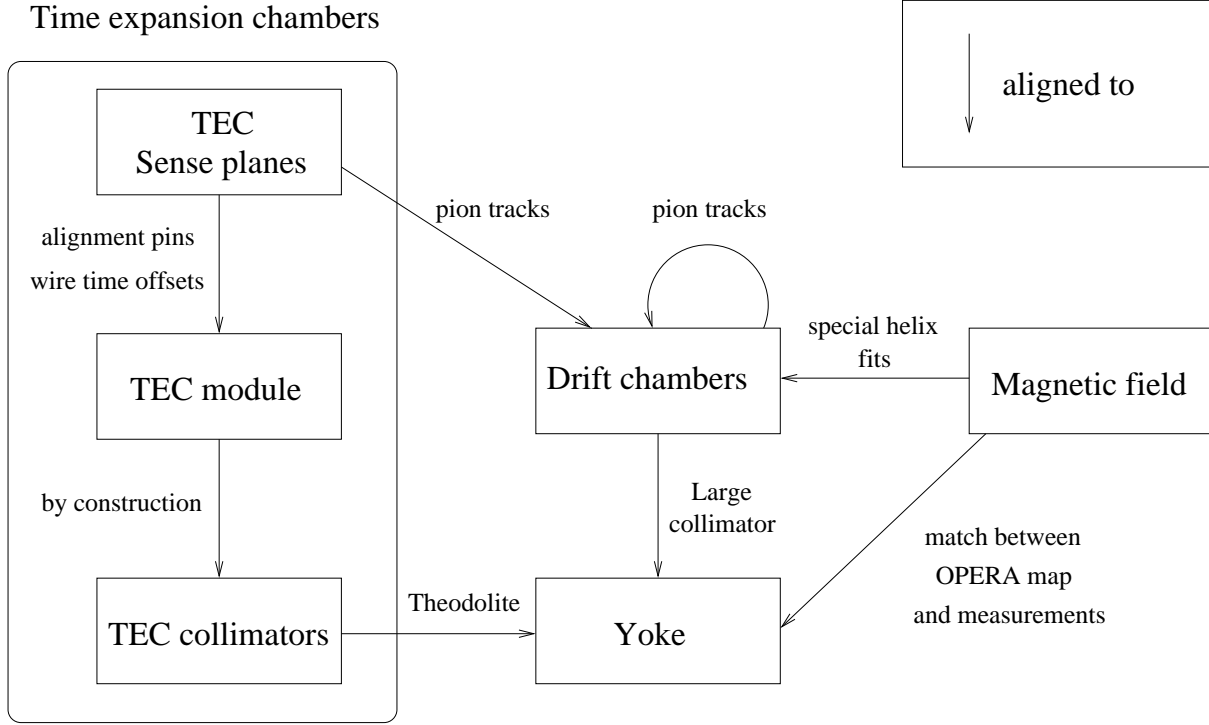 Time expansion chambers
aligned to
TEC
Sense planes
pion tracks
pion tracks
alignment pins
wire time offsets
special helix
fits
TEC module
Drift chambers
Magnetic field
by construction
Large
collimator
match between
OPERA map
and measurements
Theodolite
TEC collimators
Yoke